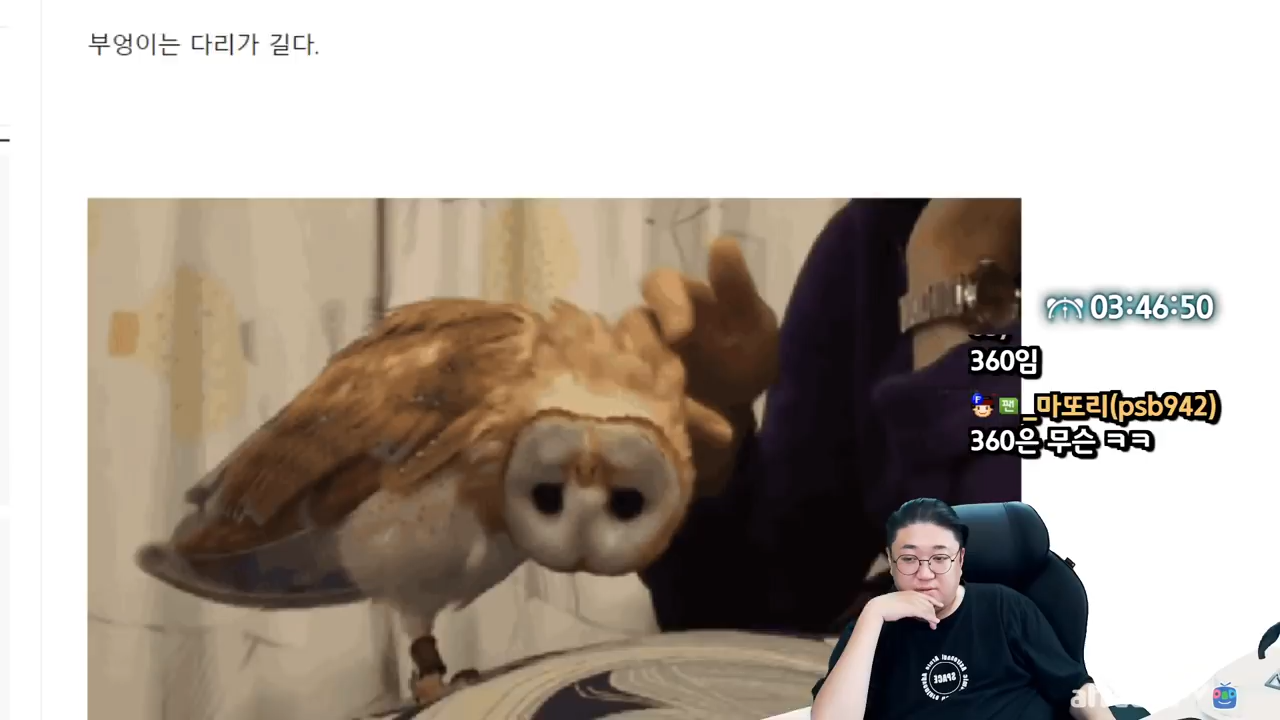 부엉이는 다리가 길다.
03:46:50
360임
_마또리(psb942)
360은 무슨 ㅋㅋ
SPACE